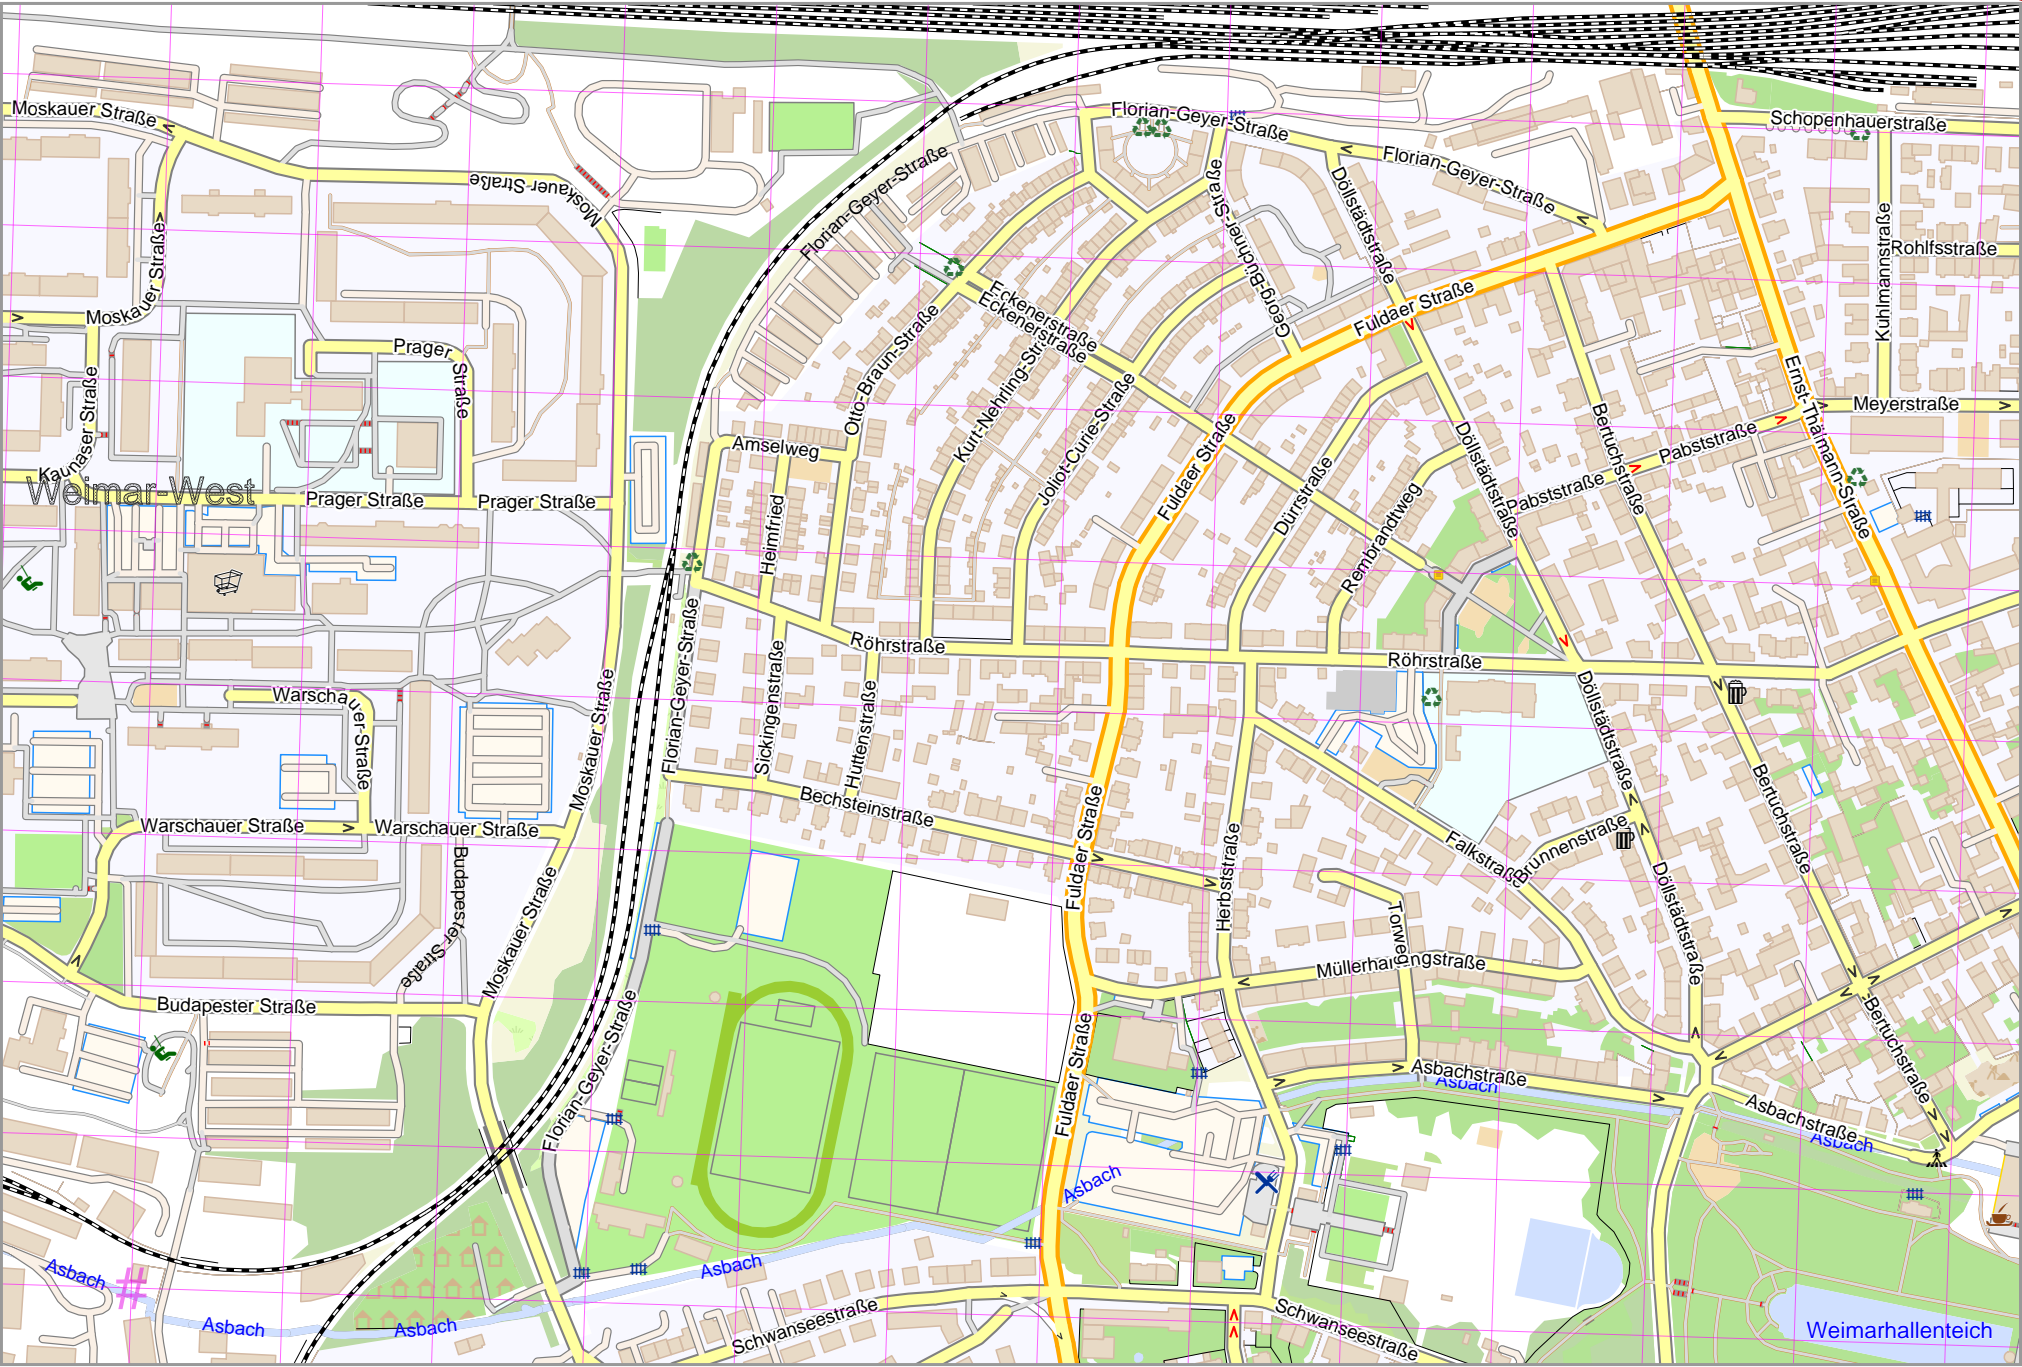 Moskauer Straße
Florian-Geyer-Straße
Schopenhauerstraße
Moskauer Straße
Florian-Geyer-Straße
Florian-Geyer-Straße
Döllstädtstraße
Georg-Büchner-Straße
Kuhlmannstraße
Rohlfsstraße
Moskauer Straße
Eckenerstraße
Eckenerstraße
Fuldaer Straße
Prager Straße
Otto-Braun-Straße
Kurt-Nehrling-Str
Joliot-Curie-Straße
Ernst-Thälmann-Straße
Meyerstraße
Kaunaser Straße
Amselweg
Fuldaer Straße
Döllstädtstraße
Bertuchstraße
Pabststraße
Pabststraße
Weimar-West
Prager Straße
Prager Straße
Heimfried
Dürrstraße
Rembrandtweg
Röhrstraße
Röhrstraße
Florian-Geyer-Straße
Sickingenstraße
Huttenstraße
Warschauer-Straße
Moskauer Straße
Döllstädtstraße
Bertuchstraße
Bechsteinstraße
Fuldaer Straße
Herbststraße
Falkstraße
Brunnenstraße
Warschauer Straße
Warschauer Straße
Budapester Straße
Moskauer Straße
Döllstädtstraße
Torweg
Müllerhartungstraße
Budapester Straße
Florian-Geyer-Straße
Fuldaer Straße
Asbachstraße
Asbach
Bertuchstraße
Asbachstraße
Asbach
Asbach
Asbach
Asbach
Asbach
Asbach
Schwanseestraße
Schwanseestraße
Weimarhallenteich